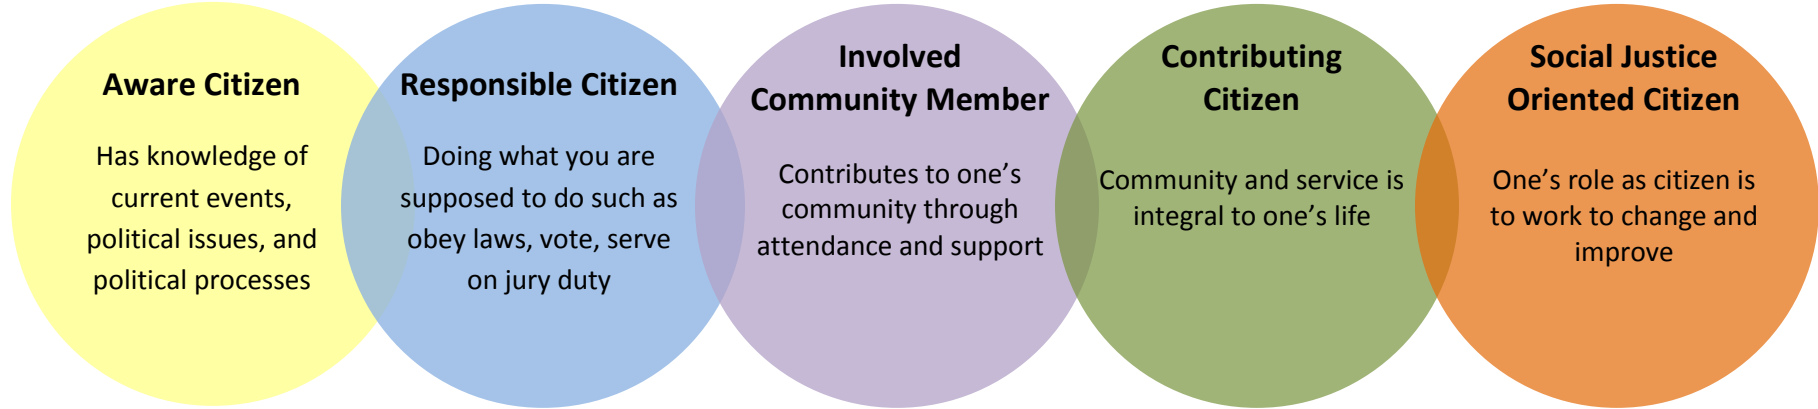 Aware Citizen
Has knowledge of
current events,
political issues, and
political processes
Responsible Citizen
Doing what you are
supposed to do such as
obey laws, vote, serve
on jury duty
Involved
Community Member
Contributes to one’s
community through
attendance and support
Contributing
Citizen
Community and service is
integral to one’s life
Social Justice
Oriented Citizen
One’s role as citizen is
to work to change and
improve